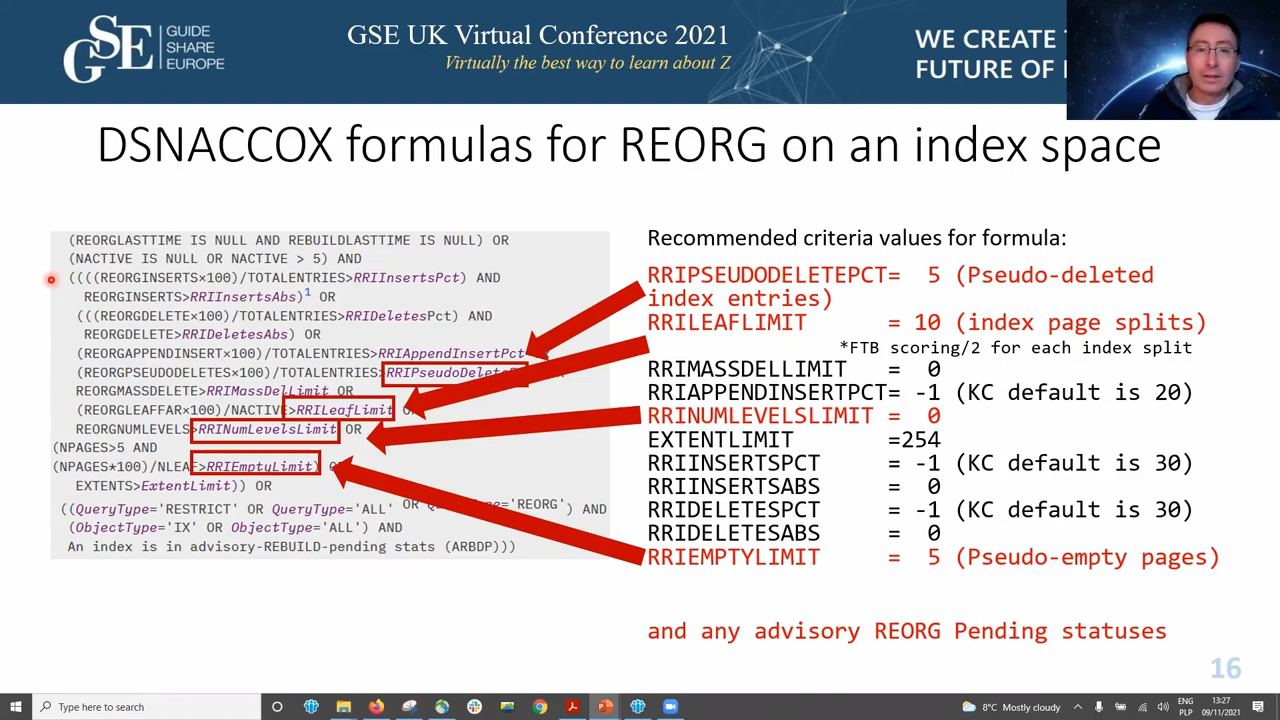 GSE
GUIDE
SHARE
EUROPE
GSE UK Virtual Conference 2021
Virtually the best way to learn about Z
WE CREATE
FUTURE OF
DSNACCOX formulas for REORG on an index space
(REORGLASTTIME IS NULL AND REBUILDLASTTIME IS NULL) OR
(NACTIVE IS NULL OR NACTIVE > 5) AND
((((REORGINSERTS×100)/TOTALENTRIES>RRIInsertsPct) AND
REORGINSERTS>RRIInsertsAbs)1 OR
(((REORGDELETE×100)/TOTALENTRIES>RRIDeletesPct) AND
REORGDELETE>RRIDeletesAbs) OR
(REORGAPPENDINSERT×100)/TOTALENTRIES>RRIAppendInsertPct
(REORGPSEUDODELETES×100)/TOTALENTRIES>
REORGMASSDELETE>RRIMassDelLimit OR
(REORGLEAFFAR×100)/NACTIVE>RRILeafLimit
REORGNUMLEVELS>RRINumLevelsLimit OR
(NPAGES>5 AND
(NPAGES×100)/NLEAF>RRIEmptyLimit)
EXTENTS>ExtentLimit)) OR
((QueryType='RESTRICT' OR QueryType='ALL' OR QueryType='REORG') AND
(ObjectType='IX' OR ObjectType='ALL') AND
An index is in advisory-REBUILD-pending stats (ARBDP)))
Recommended criteria values for formula:
RRIPSEUDODELETEPCT= 5 (Pseudo-deleted
index entries)
RRILEAFLIMIT = 10 (index page splits)
*FTB scoring/2 for each index split
RRIMASSDELLIMIT = 0
RRIAPPENDINSERTPCT= -1 (KC default is 20)
RRINUMLEVELSLIMIT = 0
EXTENTLIMIT =254
RRIINSERTSPCT = -1 (KC default is 30)
RRIINSERTSABS = 0
RRIDELETESPCT = -1 (KC default is 30)
RRIDELETESABS = 0
RRIEMPTYLIMIT = 5 (Pseudo-empty pages)
and any advisory REORG Pending statuses
16
Type here to search
8°C Mostly cloudy
ENG
PLP
13:27
09/11/2021